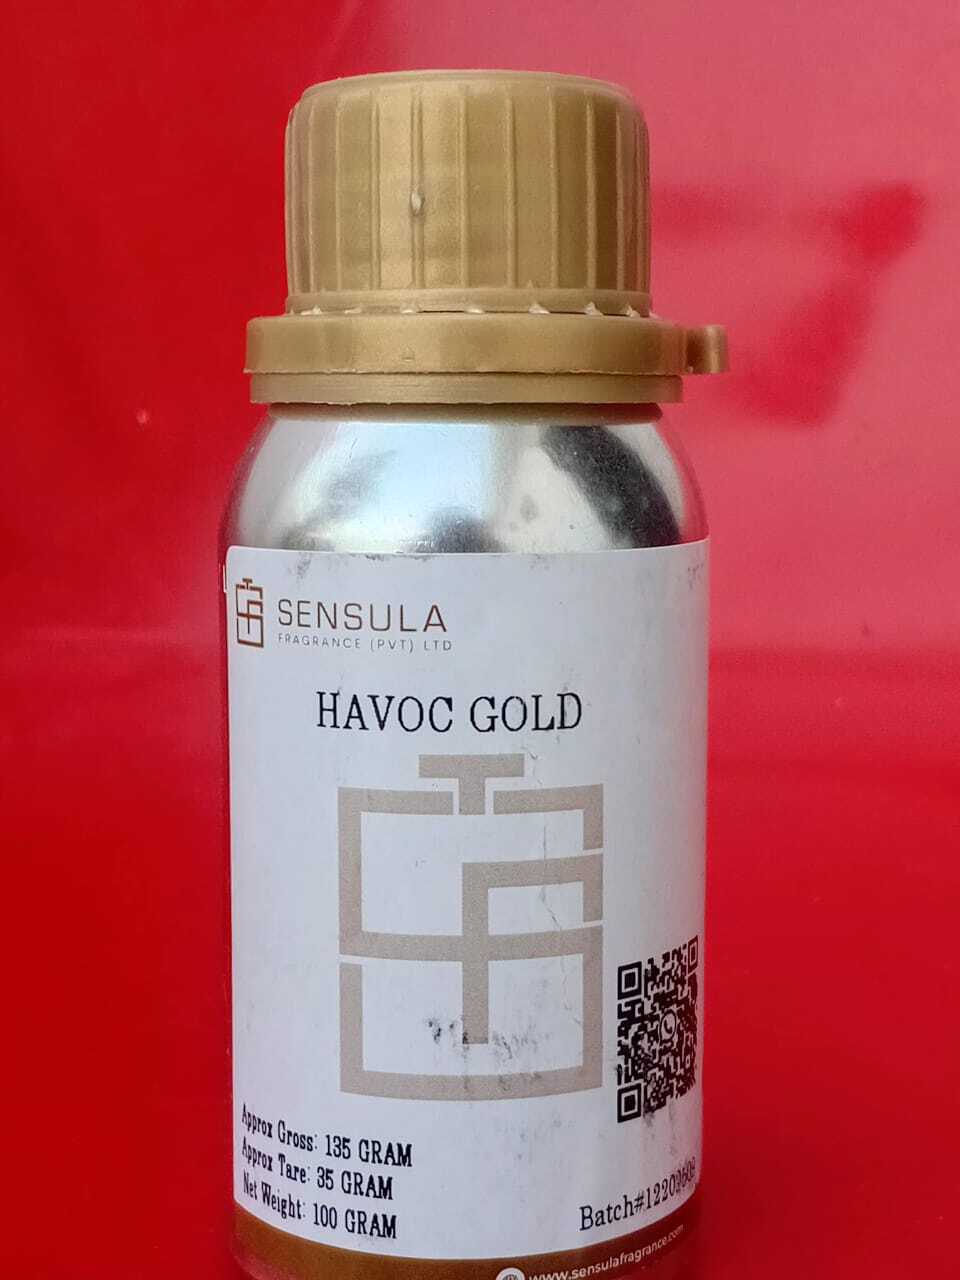 SENSULA
FRAGRANCE (PVT) LTD
HAVOC GOLD
Approx Gross: 135 GRAM
Approx Tare: 35 GRAM
Net Weight: 100 GRAM
www.sensulafragrance.com